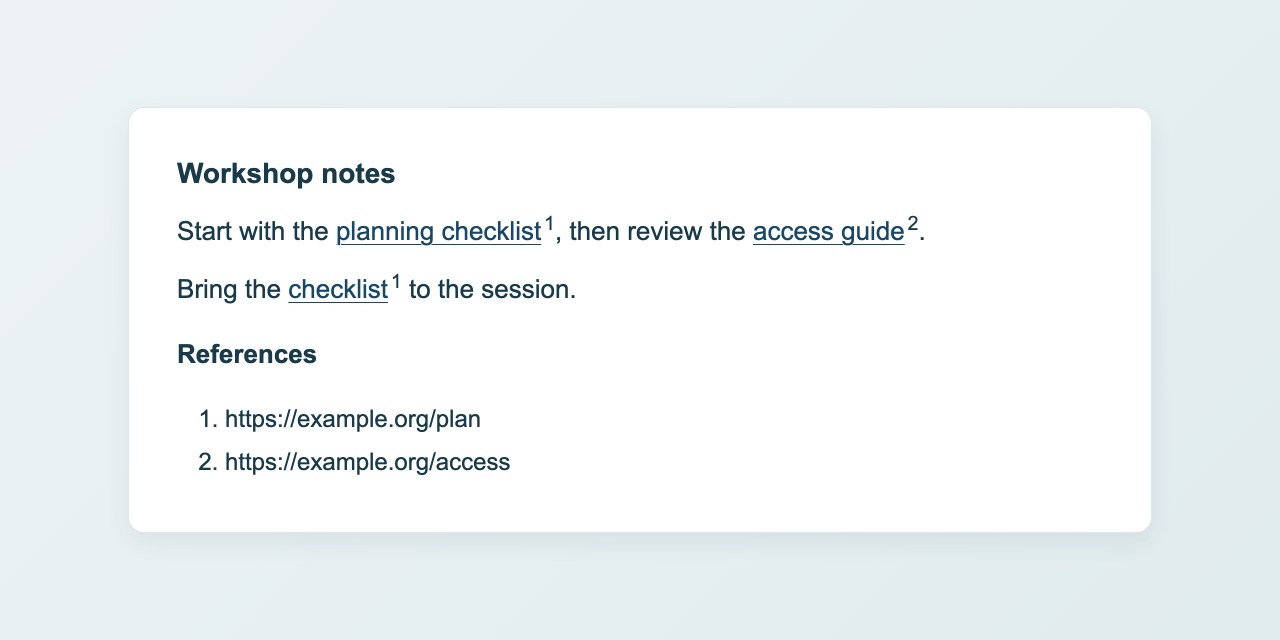 Workshop notes
Start with the planning checklist¹, then review the access guide².
Bring the checklist¹ to the session.
References
1. https://example.org/plan
2. https://example.org/access